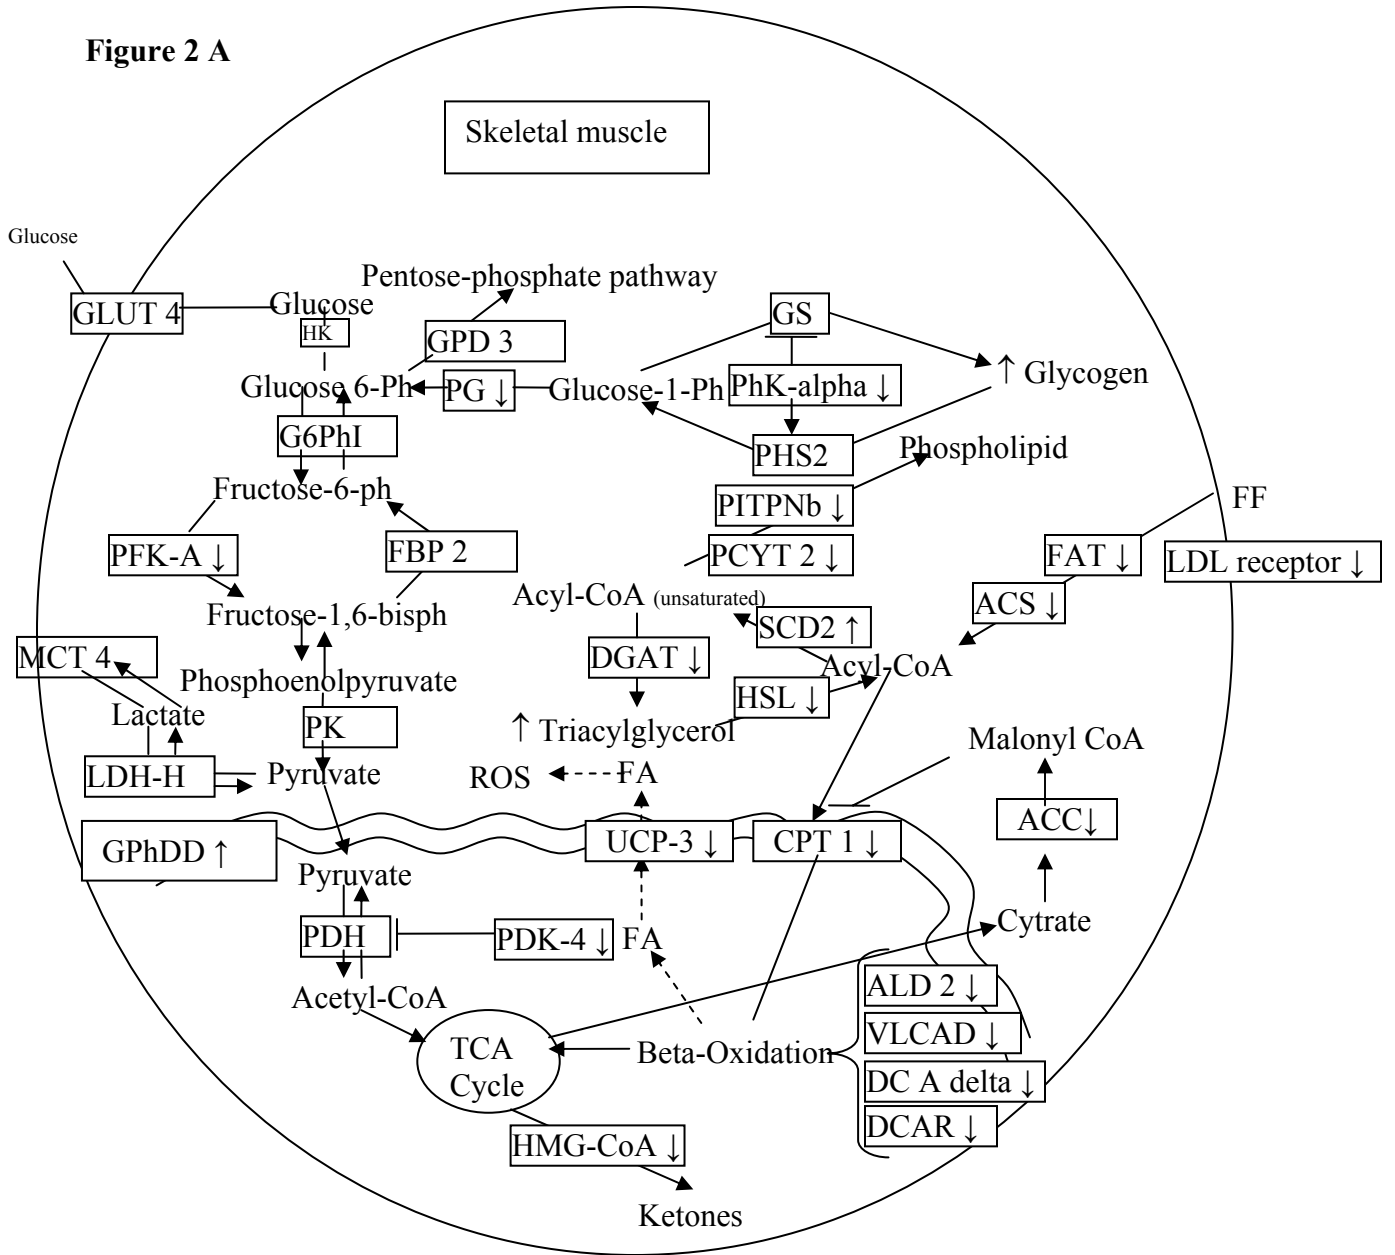 Figure 2 A
Skeletal muscle
Glucose
GLUT 4
Glucose
Pentose-phosphate pathway
HK
GPD 3
GS
Glucose 6-Ph
PG ↓
Glucose-1-Ph
PhK-alpha ↓
↑ Glycogen
G6PhI
PHS2
Phospholipid
Fructose-6-ph
PITPNb ↓
FF
PFK-A ↓
FBP 2
PCYT 2 ↓
FAT ↓
LDL receptor ↓
Fructose-1,6-bisph
Acyl-CoA (unsaturated)
SCD2 ↑
ACS ↓
MCT 4
DGAT ↓
Acyl-CoA
Phosphoenolpyruvate
HSL ↓
Lactate
PK
↑ Triacylglycerol
Malonyl CoA
LDH-H
Pyruvate
ROS
FA
ACC↓
GPhDD ↑
UCP-3 ↓
CPT 1 ↓
Pyruvate
Cytrate
PDH
PDK-4 ↓
FA
Acetyl-CoA
ALD 2 ↓
TCA
Cycle
Beta-Oxidation
VLCAD ↓
DC A delta ↓
DCAR ↓
HMG-CoA ↓
Ketones